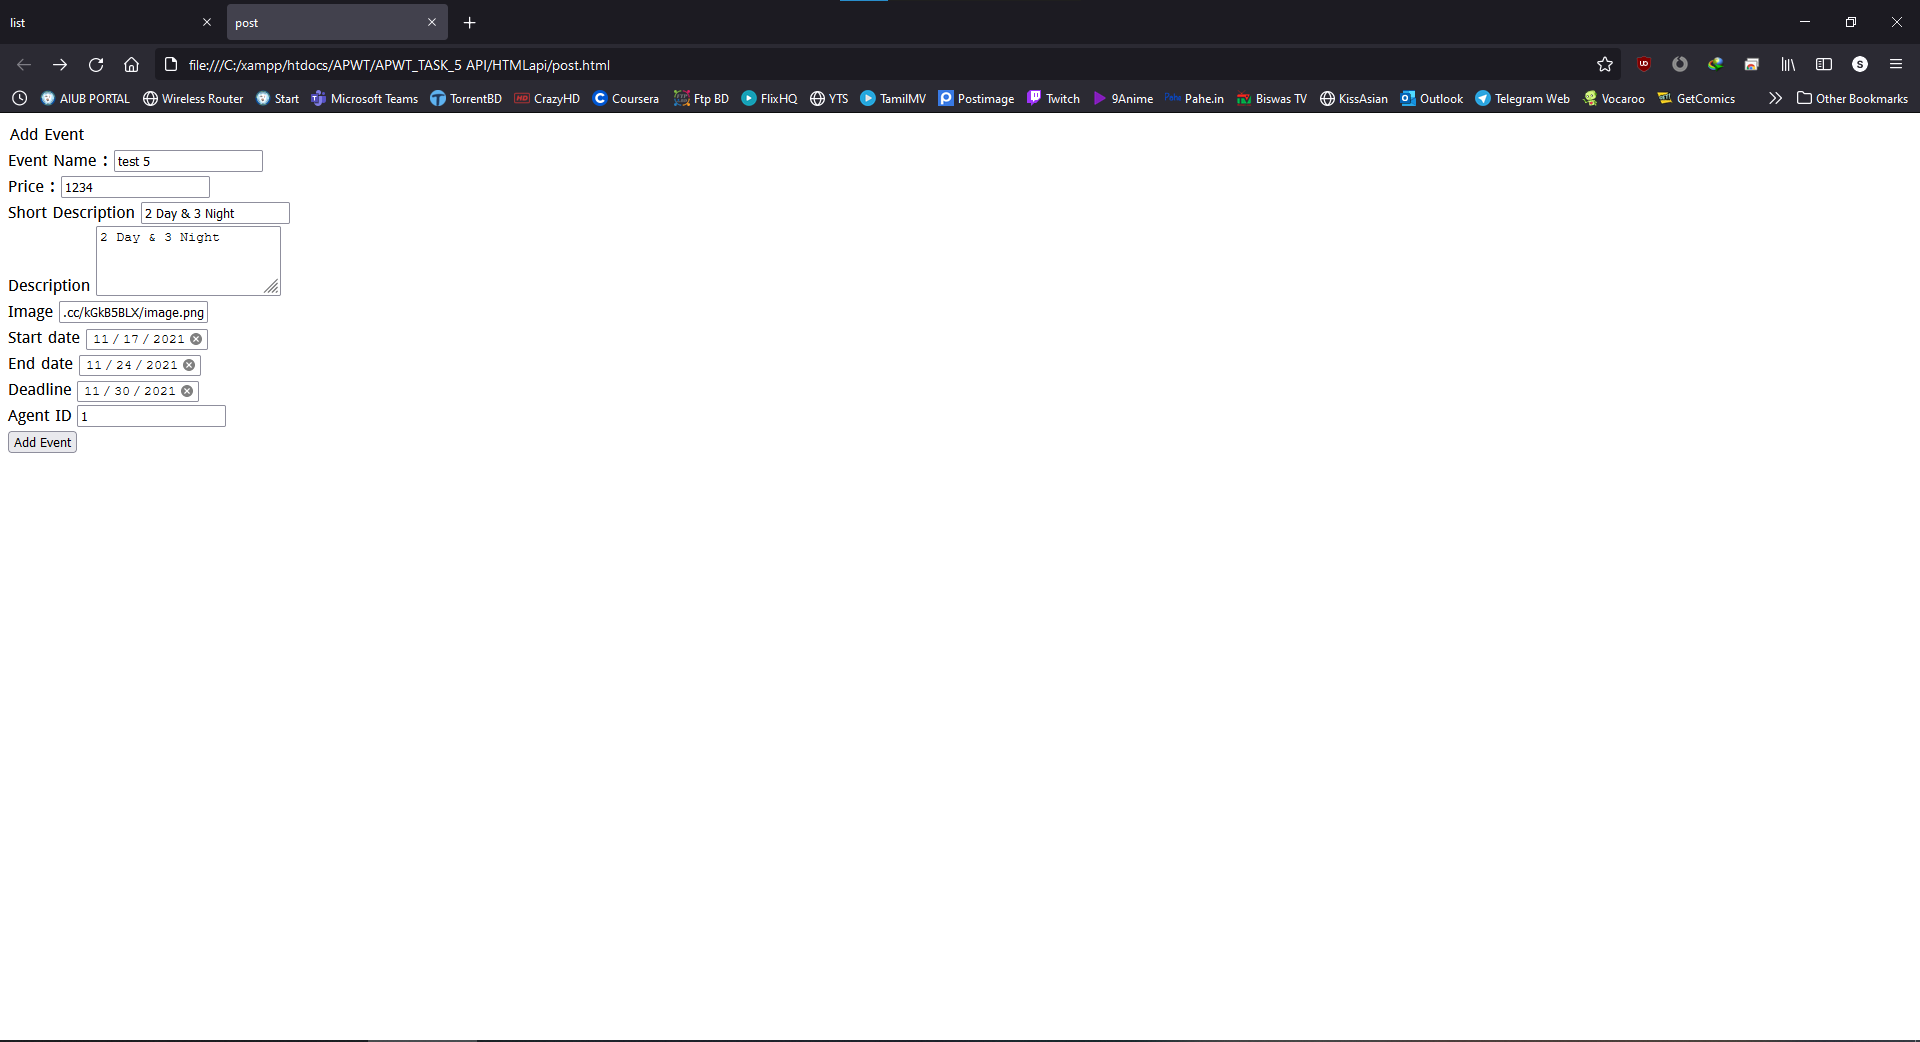 list
post
file:///C:/xampp/htdocs/APWT/APWT_TASK_5 API/HTMLapi/post.html
UD
S
AIUB PORTAL Wireless Router Start Microsoft Teams TorrentBD HD CrazyHD C Coursera Ftp BD FlixHQ YTS TamilMV Postimage Twitch 9Anime Pahe Pahe.in Biswas TV KissAsian Outlook Telegram Web Vocaroo GetComics Other Bookmarks
Add Event
Event Name : test 5
Price : 1234
Short Description 2 Day & 3 Night
2 Day & 3 Night
Description
Image .cc/kGkB5BLX/image.png
Start date 11 / 17 / 2021
End date 11 / 24 / 2021
Deadline 11 / 30 / 2021
Agent ID 1
Add Event